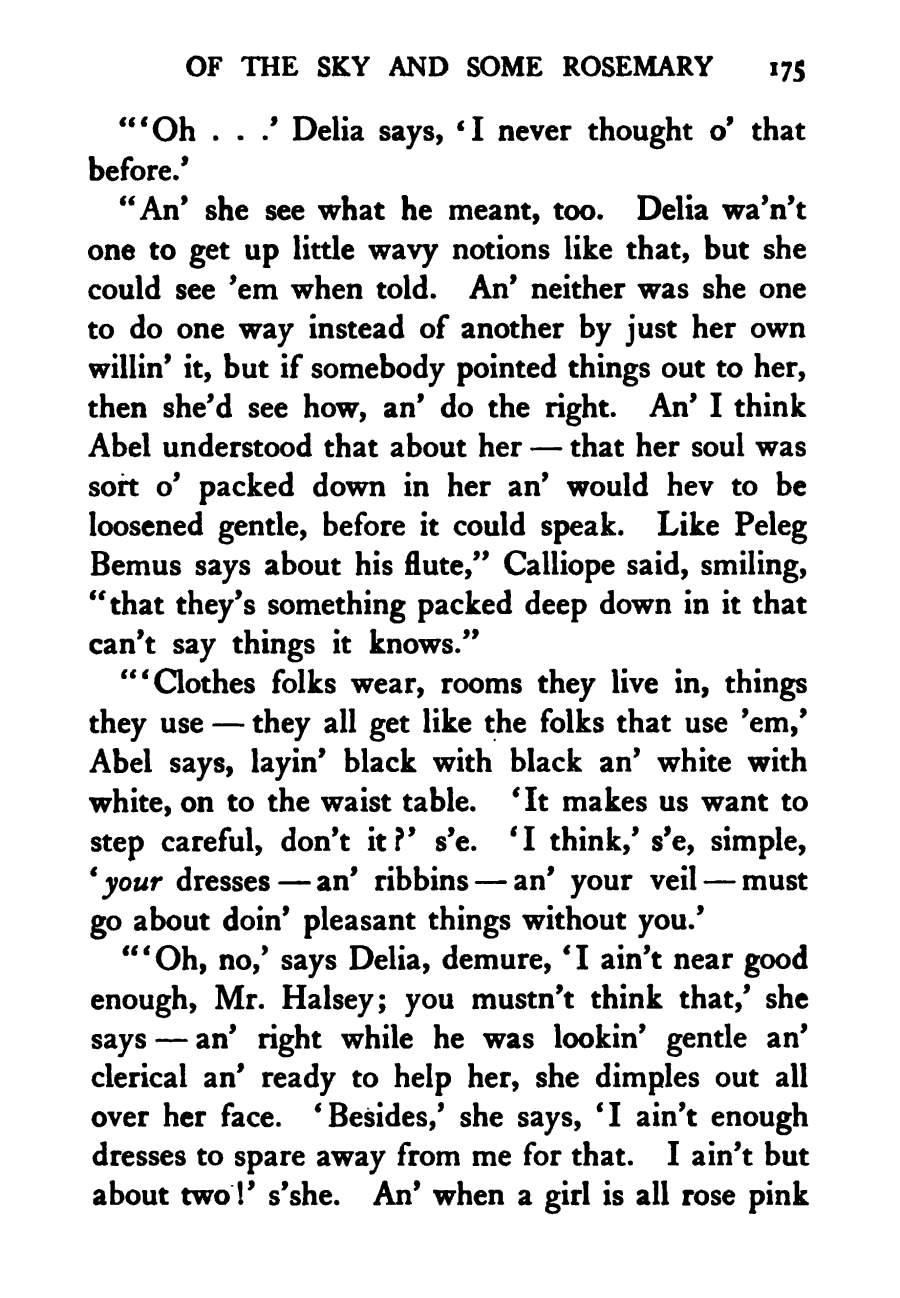 OF THE SKY AND SOME ROSEMARY 175
“‘Oh . . .’ Delia says, ‘I never thought o’ that
before.’
“An’ she see what he meant, too. Delia wa’n’t
one to get up little wavy notions like that, but she
could see ’em when told. An’ neither was she one
to do one way instead of another by just her own
willin’ it, but if somebody pointed things out to her,
then she’d see how, an’ do the right. An’ I think
Abel understood that about her — that her soul was
sort o’ packed down in her an’ would hev to be
loosened gentle, before it could speak. Like Peleg
Bemus says about his flute,” Calliope said, smiling,
“that they’s something packed deep down in it that
can’t say things it knows.”
“‘Clothes folks wear, rooms they live in, things
they use — they all get like the folks that use ’em,’
Abel says, layin’ black with black an’ white with
white, on to the waist table. ‘It makes us want to
step careful, don’t it?’ s’e. ‘I think,’ s’e, simple,
‘your dresses — an’ ribbins — an’ your veil — must
go about doin’ pleasant things without you.’
“‘Oh, no,’ says Delia, demure, ‘I ain’t near good
enough, Mr. Halsey; you mustn’t think that,’ she
says — an’ right while he was lookin’ gentle an’
clerical an’ ready to help her, she dimples out all
over her face. ‘Besides,’ she says, ‘I ain’t enough
dresses to spare away from me for that. I ain’t but
about two!’ s’she. An’ when a girl is all rose pink